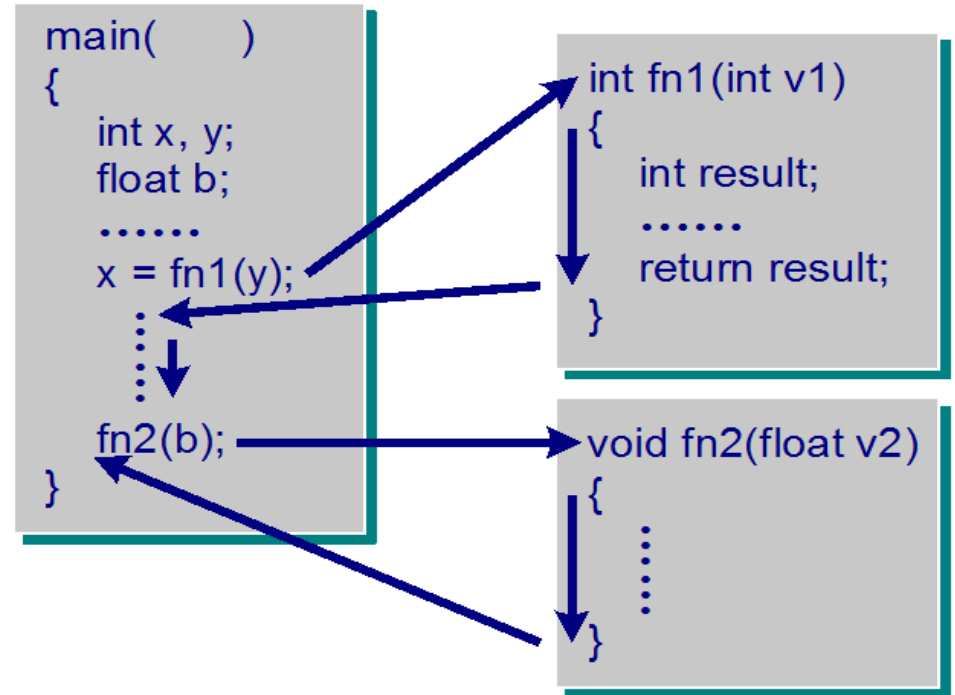 main(      )
{
int x, y;
float b;
......
x = fn1(y);
......
fn2(b);
}
int fn1(int v1)
{
int result;
......
return result;
}
void fn2(float v2)
{
......
}